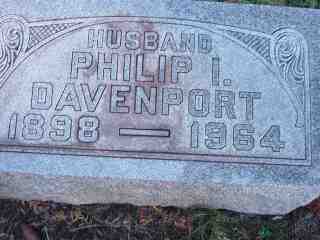 HUSBAND
PHILIP I.
DAVENPORT
1898 — 1964